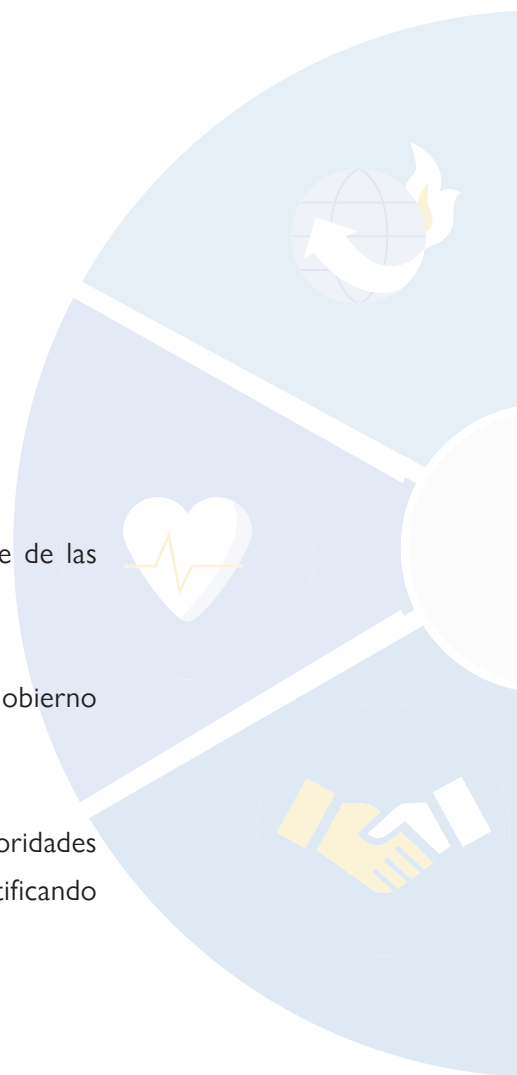 e de las
obierno
oridades
tificando